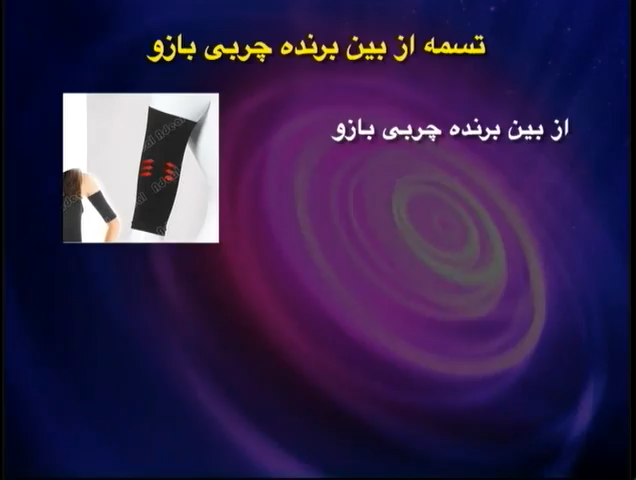 تسمه از بین برنده چربی بازو
از بین برنده چربی بازو